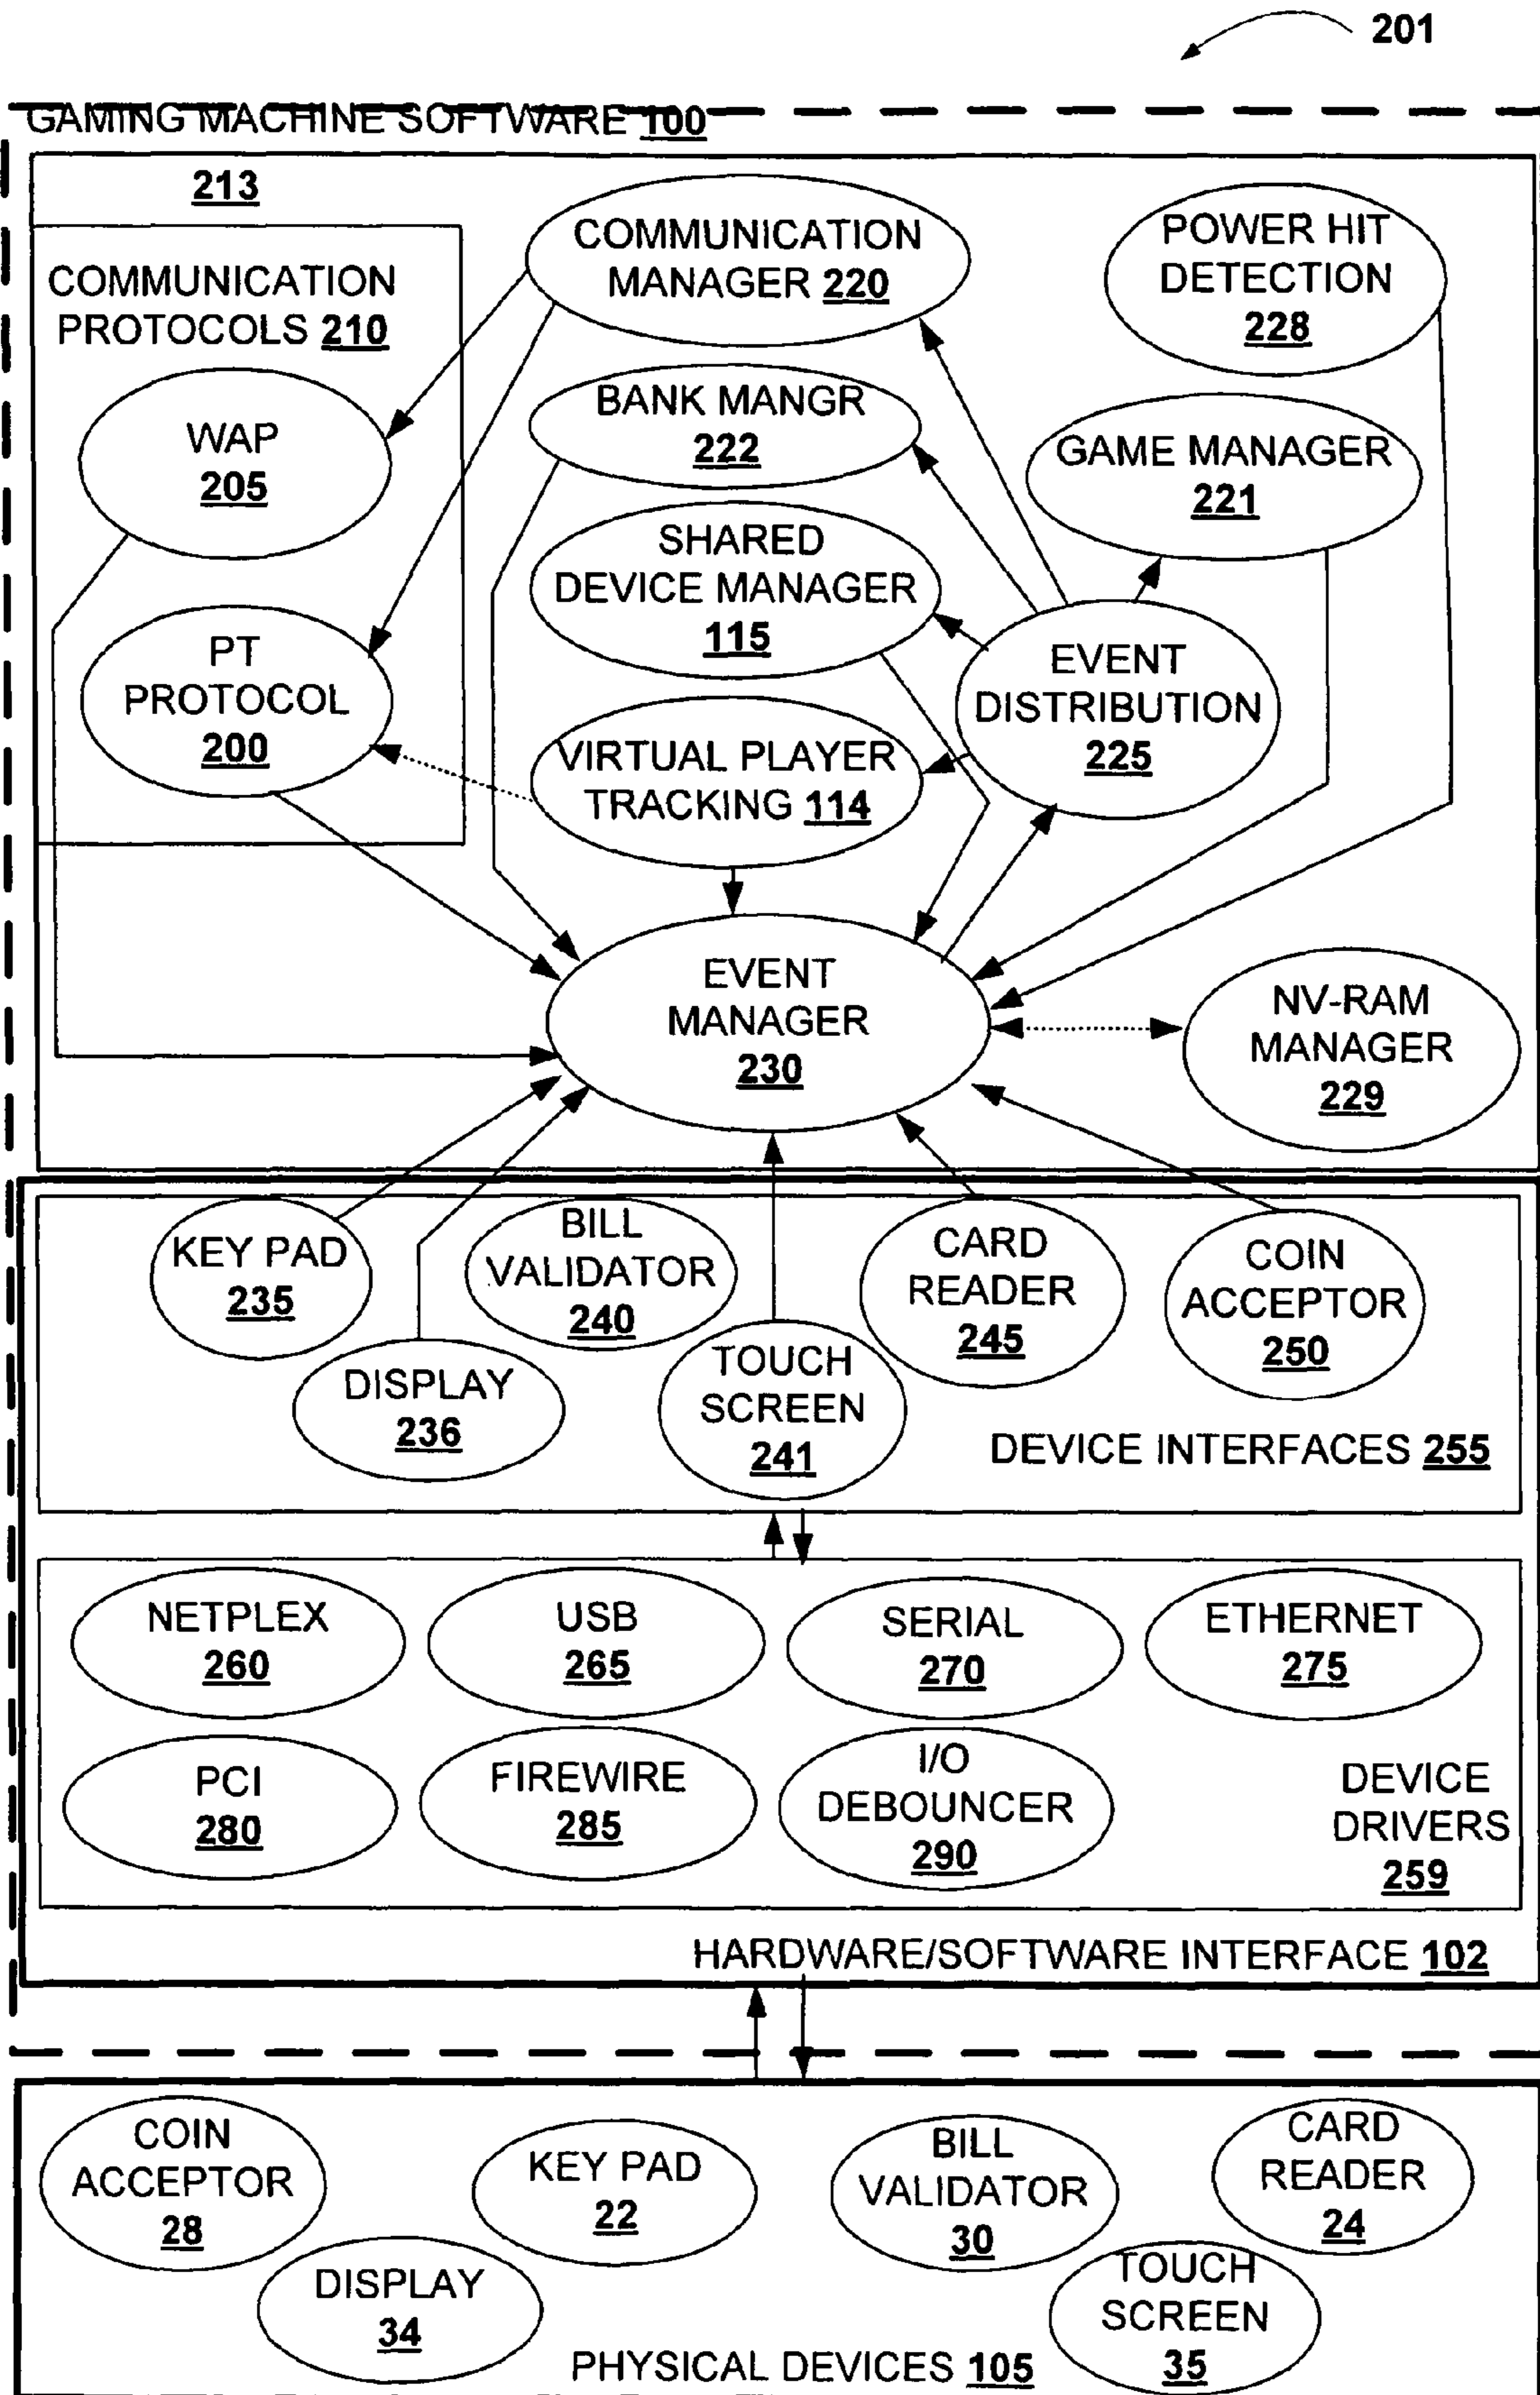 201
GAMING MACHINE SOFTWARE 100
213
COMMUNICATION
PROTOCOLS 210
WAP
205
PT
PROTOCOL
200
COMMUNICATION
MANAGER 220
BANK MANGR
222
SHARED
DEVICE MANAGER
115
VIRTUAL PLAYER
TRACKING 114
POWER HIT
DETECTION
228
GAME MANAGER
221
EVENT
DISTRIBUTION
225
EVENT
MANAGER
230
NV-RAM
MANAGER
229
KEY PAD
235
DISPLAY
236
BILL
VALIDATOR
240
TOUCH
SCREEN
241
CARD
READER
245
COIN
ACCEPTOR
250
DEVICE INTERFACES 255
NETPLEX
260
USB
265
SERIAL
270
ETHERNET
275
PCI
280
FIREWIRE
285
I/O
DEBOUNCER
290
DEVICE
DRIVERS
259
HARDWARE/SOFTWARE INTERFACE 102
COIN
ACCEPTOR
28
DISPLAY
34
KEY PAD
22
BILL
VALIDATOR
30
CARD
READER
24
TOUCH
SCREEN
35
PHYSICAL DEVICES 105